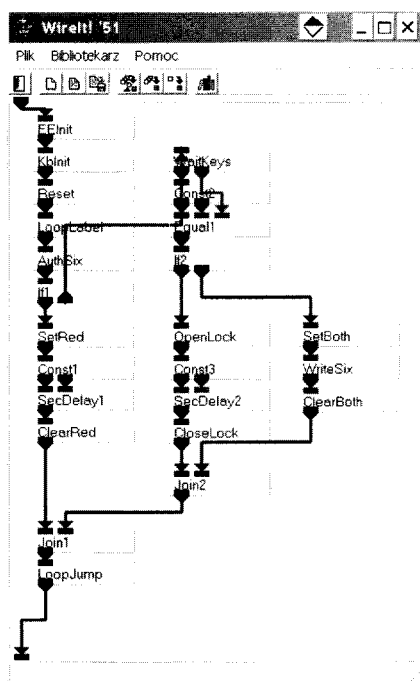 WireIt! '51
Plik Bibliotekarz Pomoc
EEInit
KbInit WaitKeys
Reset Const2
LoopLabel Equal1
AuthSix If2
If1
SetRed OpenLock SetBoth
Const1 Const3 WriteSix
SecDelay1 SecDelay2 ClearBoth
ClearRed CloseLock
Join2
Join1
LoopJump